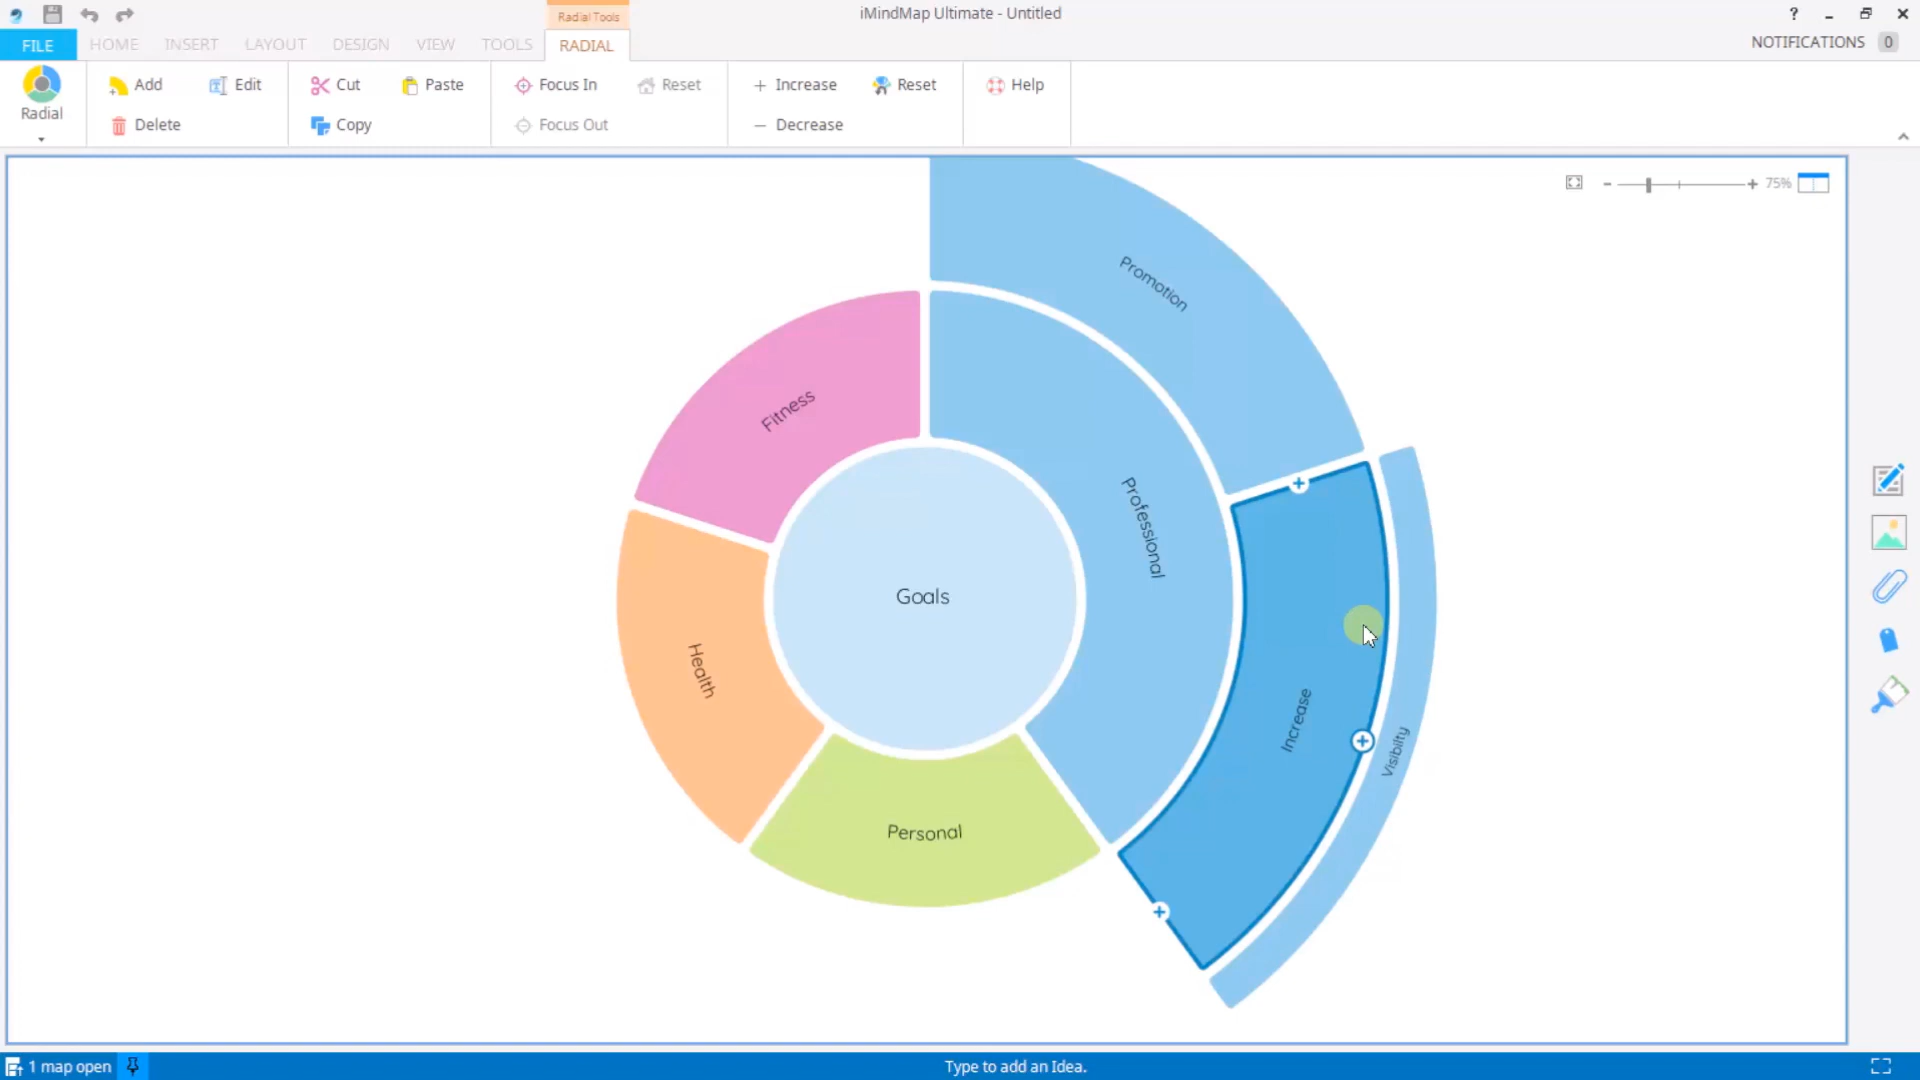 Radial Tools
iMindMap Ultimate - Untitled
?
FILE
HOME
INSERT
LAYOUT
DESIGN
VIEW
TOOLS
RADIAL
NOTIFICATIONS 0
Radial
Add
Edit
Delete
Cut
Paste
Copy
Focus In
Reset
Focus Out
+ Increase
Reset
− Decrease
Help
75%
Promotion
Fitness
Professional
Goals
Health
Increase
Visibilty
Personal
1 map open
Type to add an Idea.